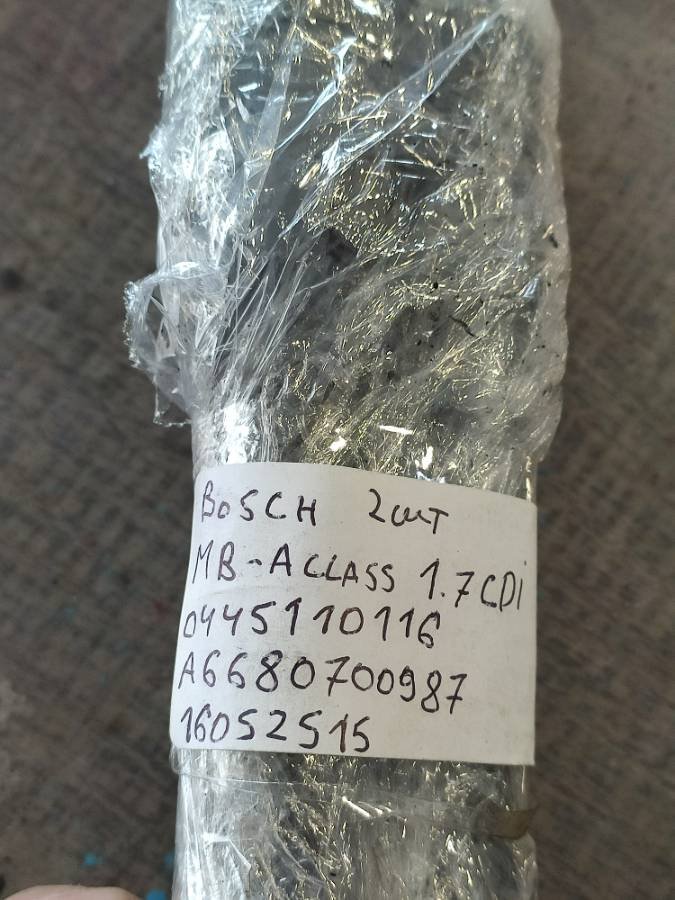 BOSCH 2шт
MB-A CLASS 1.7 CDi
0445110116
A6680700987
16052515